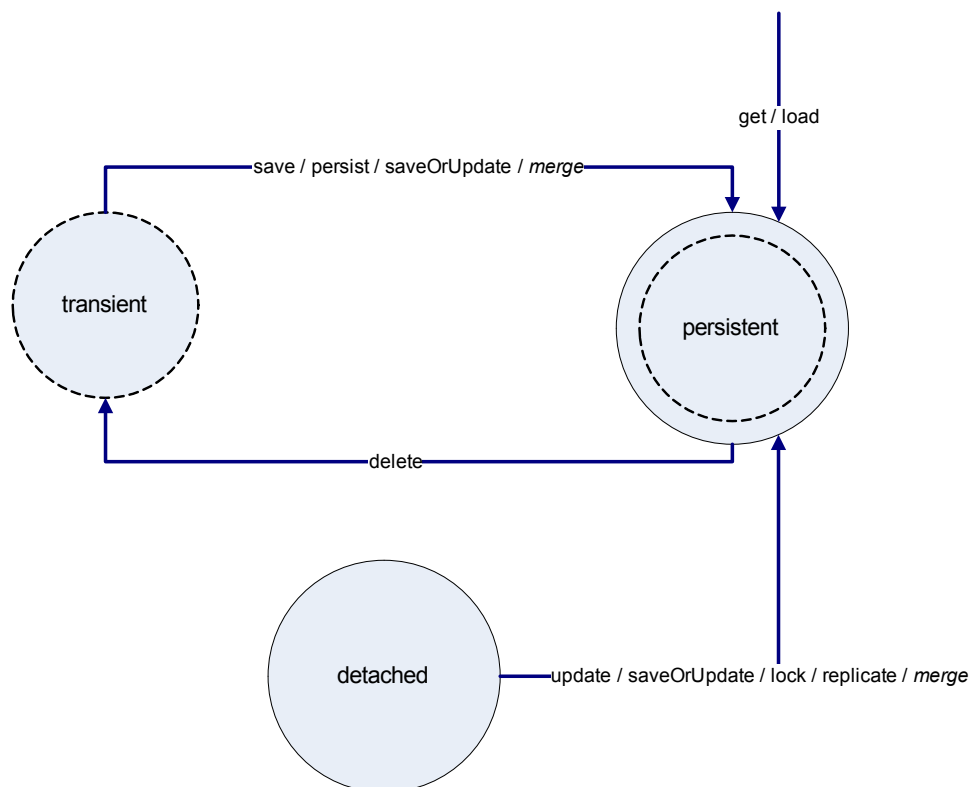 get / load
save / persist / saveOrUpdate / merge
transient
persistent
delete
detached
update / saveOrUpdate / lock / replicate / merge